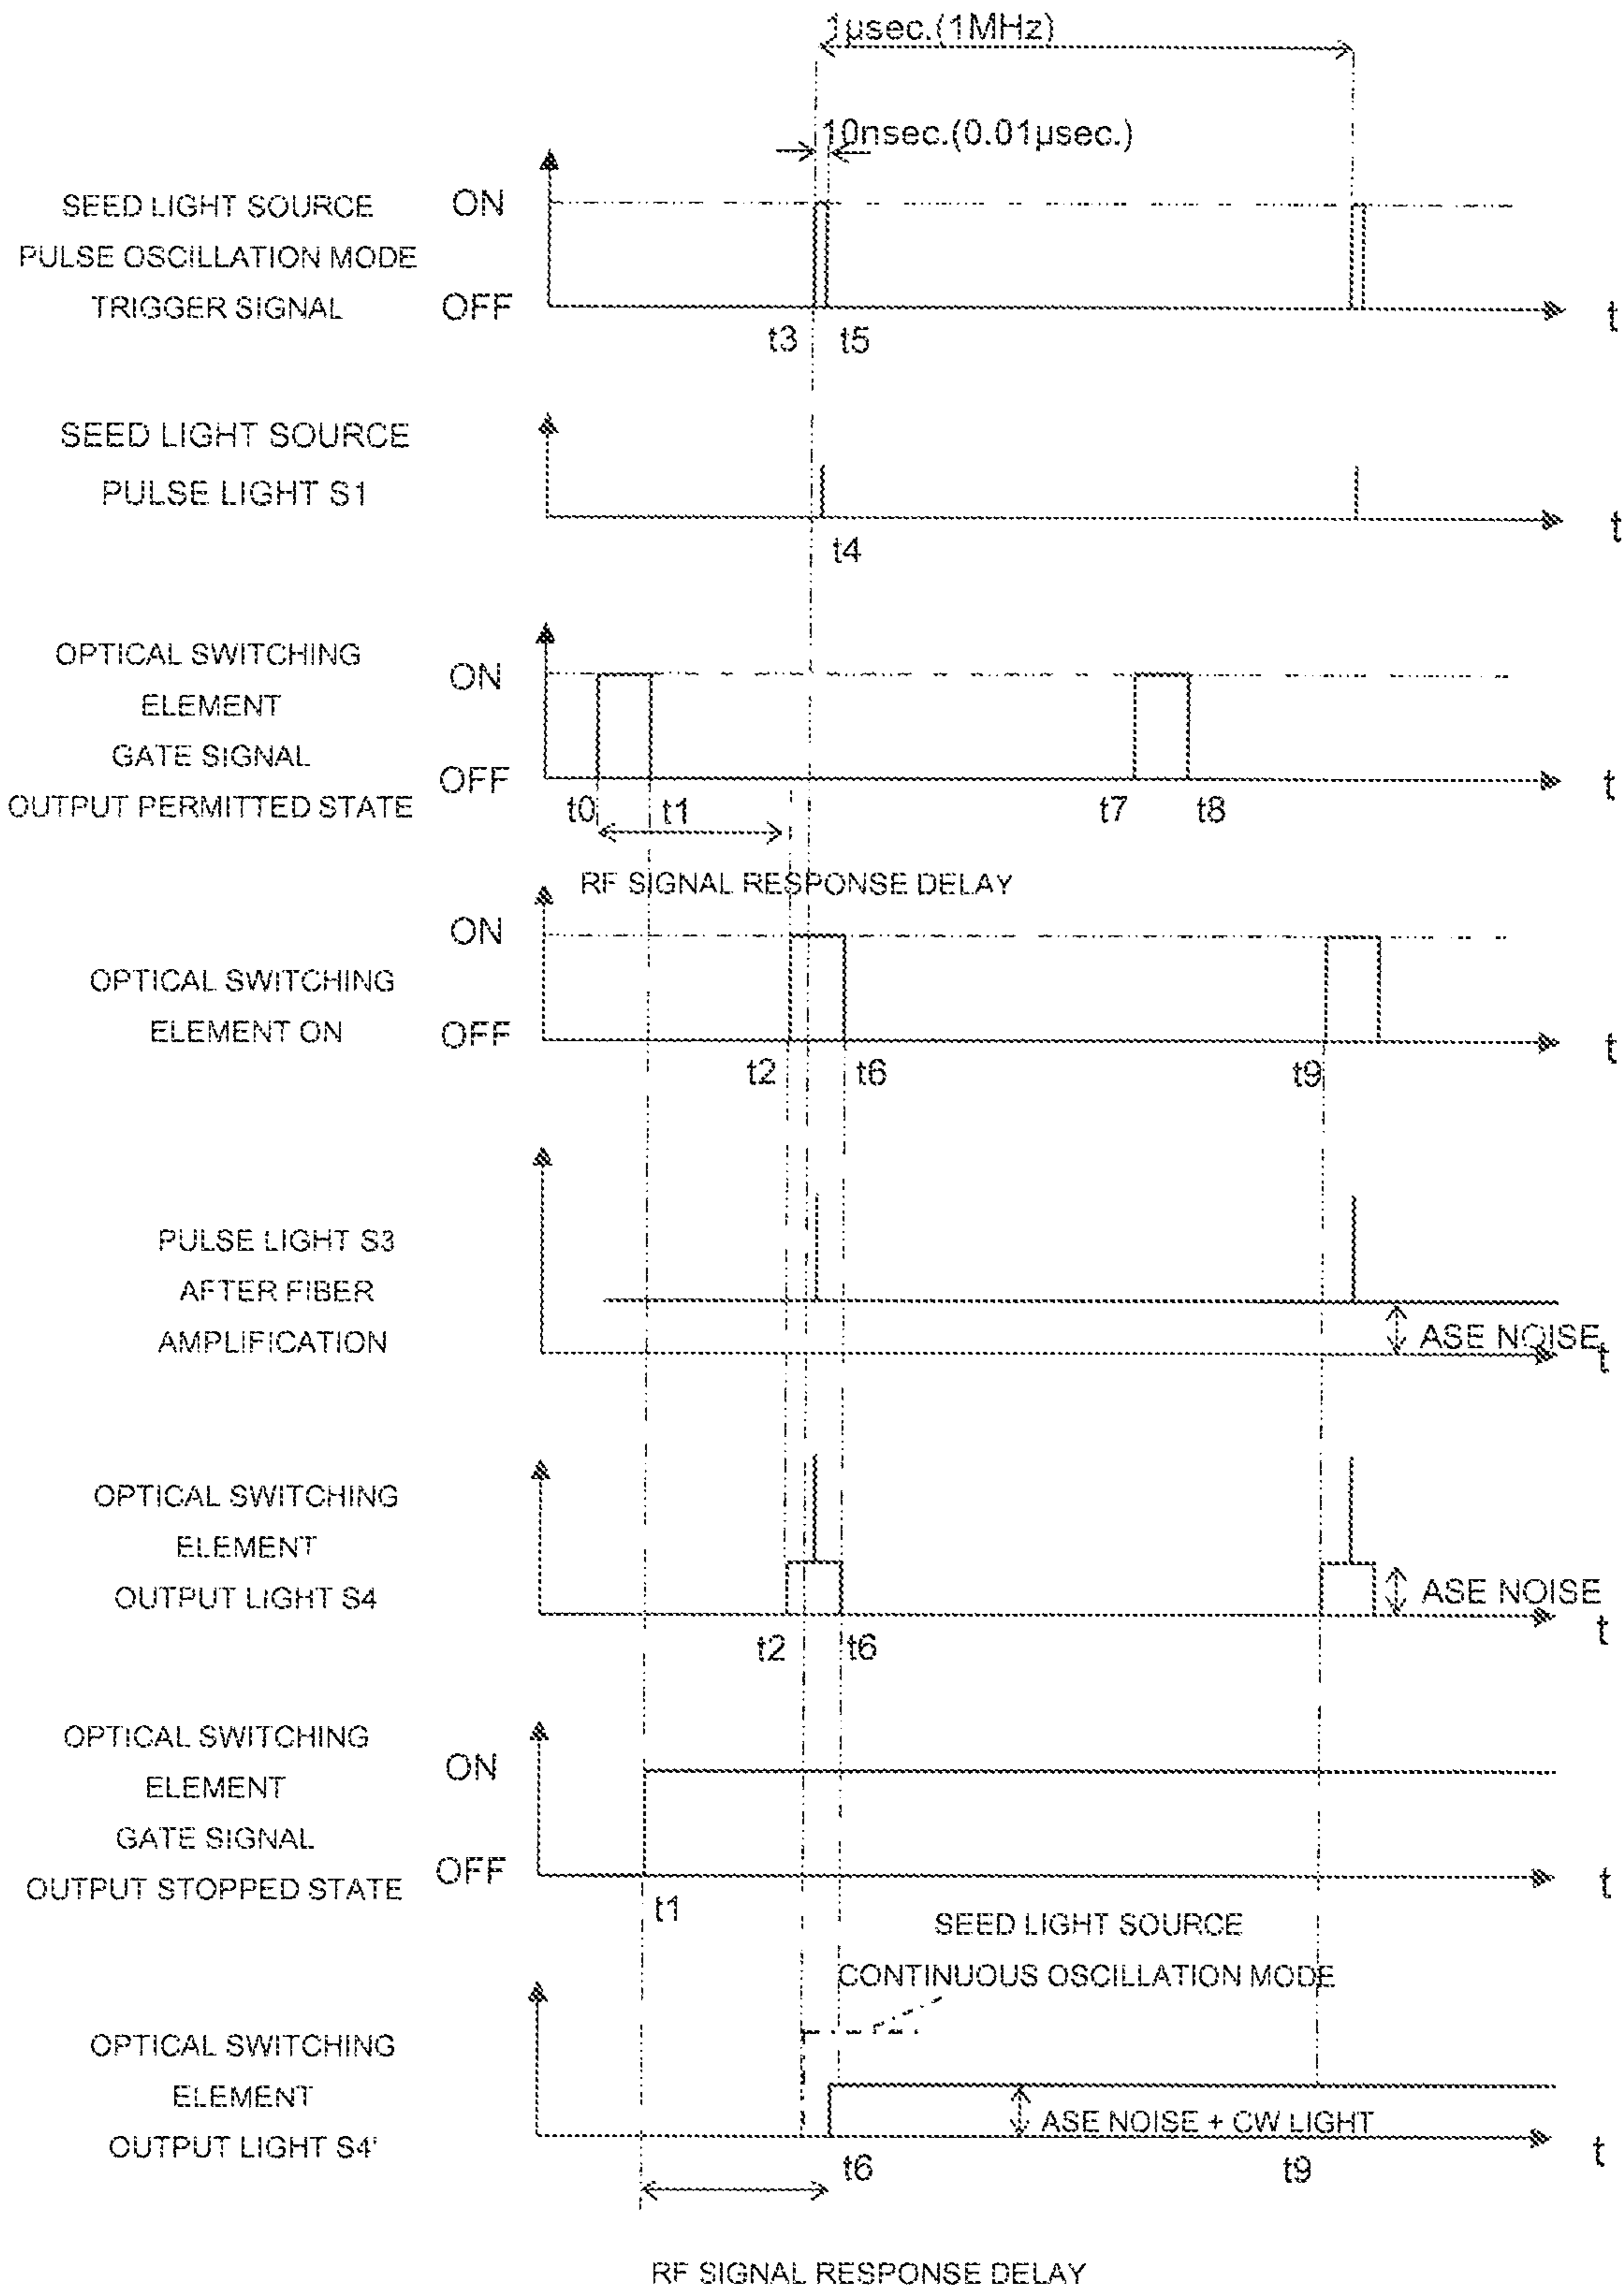 1µsec.(1MHz)
10nsec.(0.01µsec.)
SEED LIGHT SOURCE
PULSE OSCILLATION MODE
TRIGGER SIGNAL
ON
OFF
t3
t5
t
SEED LIGHT SOURCE
PULSE LIGHT S1
t4
t
OPTICAL SWITCHING
ELEMENT
GATE SIGNAL
OUTPUT PERMITTED STATE
ON
OFF
t0
t1
t7
t8
t
RF SIGNAL RESPONSE DELAY
OPTICAL SWITCHING
ELEMENT ON
ON
OFF
t2
t6
t9
t
PULSE LIGHT S3
AFTER FIBER
AMPLIFICATION
ASE NOISE
t
OPTICAL SWITCHING
ELEMENT
OUTPUT LIGHT S4
ASE NOISE
t2
t6
t
OPTICAL SWITCHING
ELEMENT
GATE SIGNAL
OUTPUT STOPPED STATE
ON
OFF
t1
t
SEED LIGHT SOURCE
CONTINUOUS OSCILLATION MODE
OPTICAL SWITCHING
ELEMENT
OUTPUT LIGHT S4'
ASE NOISE + CW LIGHT
t6
t9
t
RF SIGNAL RESPONSE DELAY